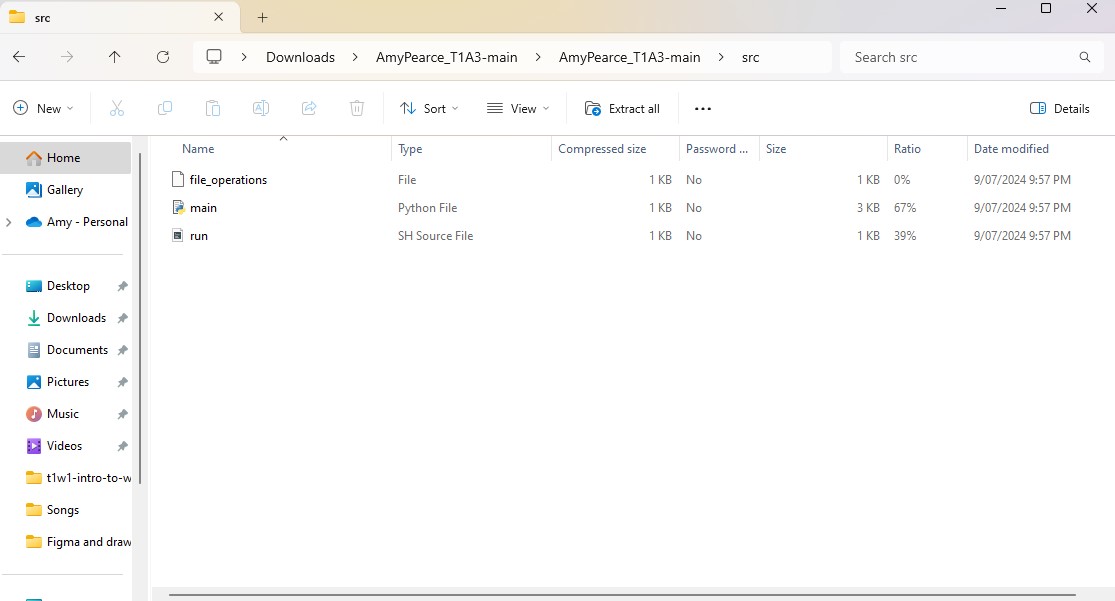 src
Downloads > AmyPearce_T1A3-main > AmyPearce_T1A3-main > src
Search src
New
Sort
View
Extract all
Details
Name Type Compressed size Password ... Size Ratio Date modified
file_operations File 1 KB No 1 KB 0% 9/07/2024 9:57 PM
main Python File 1 KB No 3 KB 67% 9/07/2024 9:57 PM
run SH Source File 1 KB No 1 KB 39% 9/07/2024 9:57 PM
Home
Gallery
Amy - Personal
Desktop
Downloads
Documents
Pictures
Music
Videos
t1w1-intro-to-w
Songs
Figma and draw